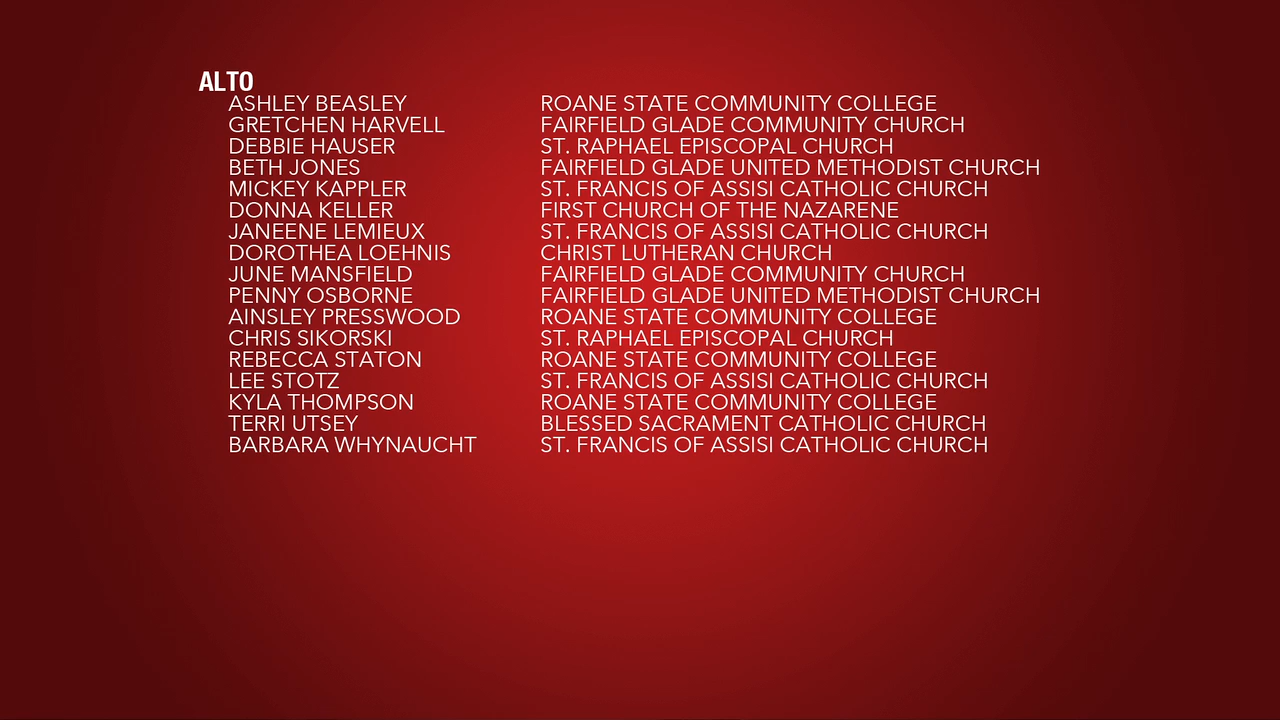 ALTO
ASHLEY BEASLEY ROANE STATE COMMUNITY COLLEGE
GRETCHEN HARVELL FAIRFIELD GLADE COMMUNITY CHURCH
DEBBIE HAUSER ST. RAPHAEL EPISCOPAL CHURCH
BETH JONES FAIRFIELD GLADE UNITED METHODIST CHURCH
MICKEY KAPPLER ST. FRANCIS OF ASSISI CATHOLIC CHURCH
DONNA KELLER FIRST CHURCH OF THE NAZARENE
JANEENE LEMIEUX ST. FRANCIS OF ASSISI CATHOLIC CHURCH
DOROTHEA LOEHNIS CHRIST LUTHERAN CHURCH
JUNE MANSFIELD FAIRFIELD GLADE COMMUNITY CHURCH
PENNY OSBORNE FAIRFIELD GLADE UNITED METHODIST CHURCH
AINSLEY PRESSWOOD ROANE STATE COMMUNITY COLLEGE
CHRIS SIKORSKI ST. RAPHAEL EPISCOPAL CHURCH
REBECCA STATON ROANE STATE COMMUNITY COLLEGE
LEE STOTZ ST. FRANCIS OF ASSISI CATHOLIC CHURCH
KYLA THOMPSON ROANE STATE COMMUNITY COLLEGE
TERRI UTSEY BLESSED SACRAMENT CATHOLIC CHURCH
BARBARA WHYNAUCHT ST. FRANCIS OF ASSISI CATHOLIC CHURCH